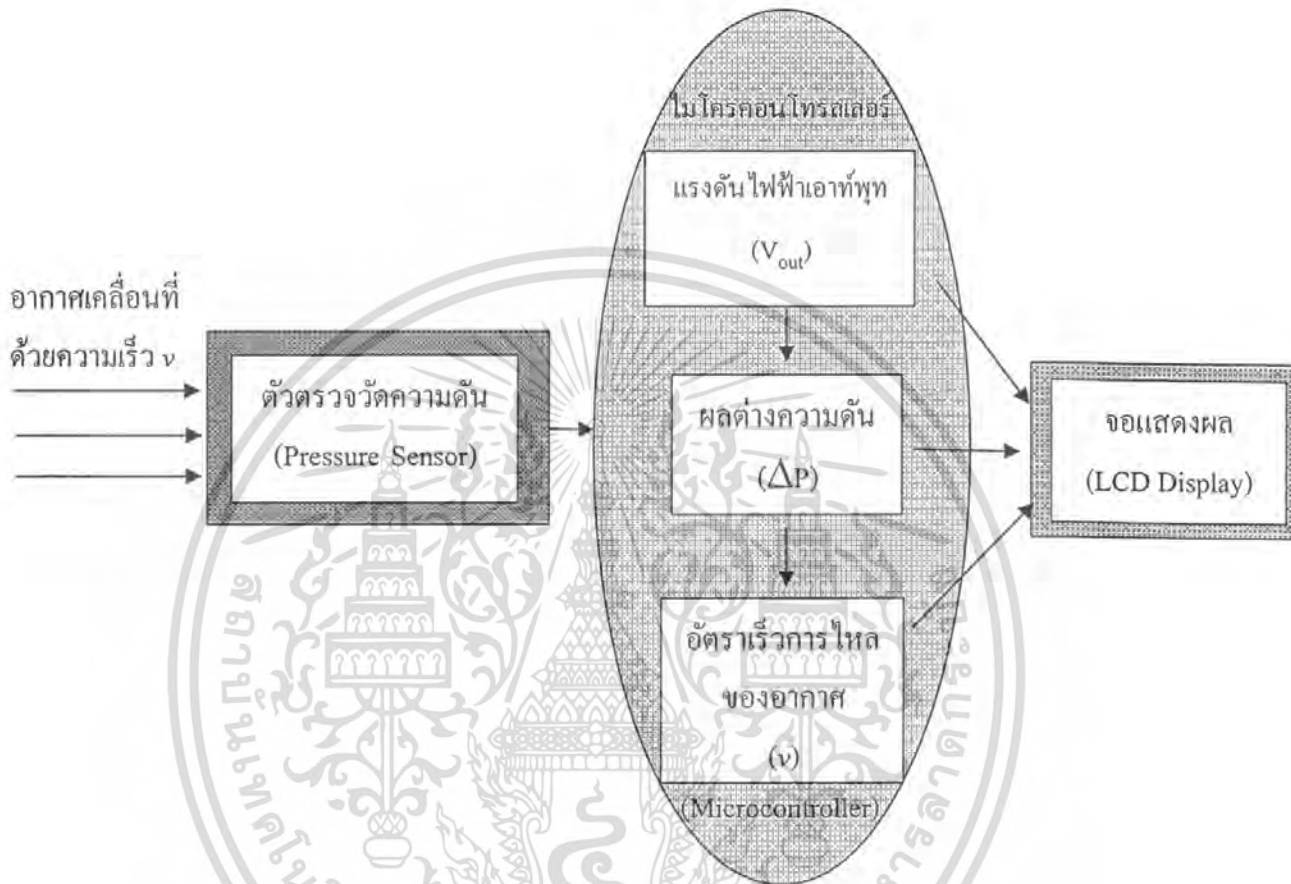 อากาศเคลื่อนที่
ด้วยความเร็ว v
ตัวตรวจวัดความดัน
(Pressure Sensor)
ไมโครคอนโทรลเลอร์
แรงดันไฟฟ้าเอาท์พุท
(Vout)
ผลต่างความดัน
(ΔP)
อัตราเร็วการไหล
ของอากาศ
(v)
(Microcontroller)
จอแสดงผล
(LCD Display)